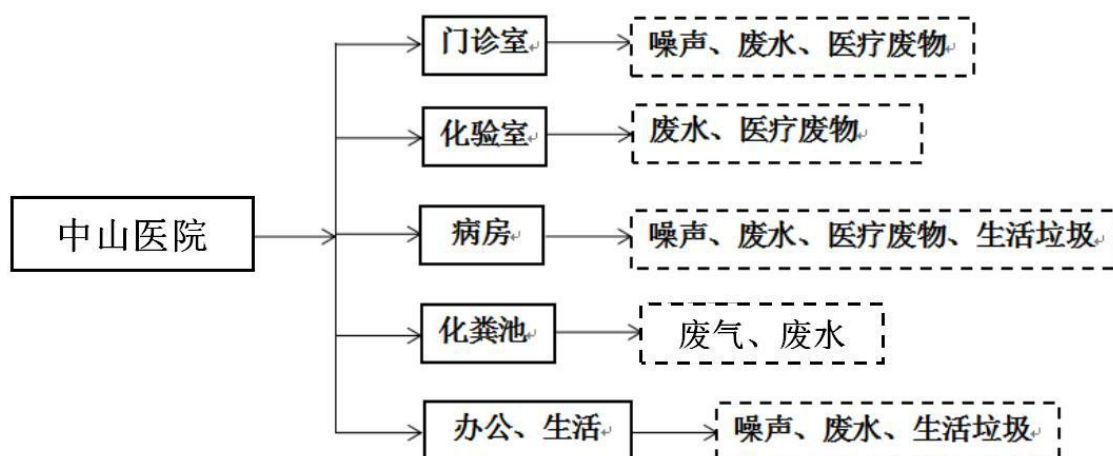 门诊室
噪声、废水、医疗废物
化验室
废水、医疗废物
中山医院
病房
噪声、废水、医疗废物、生活垃圾
化粪池
废气、废水
办公、生活
噪声、废水、生活垃圾